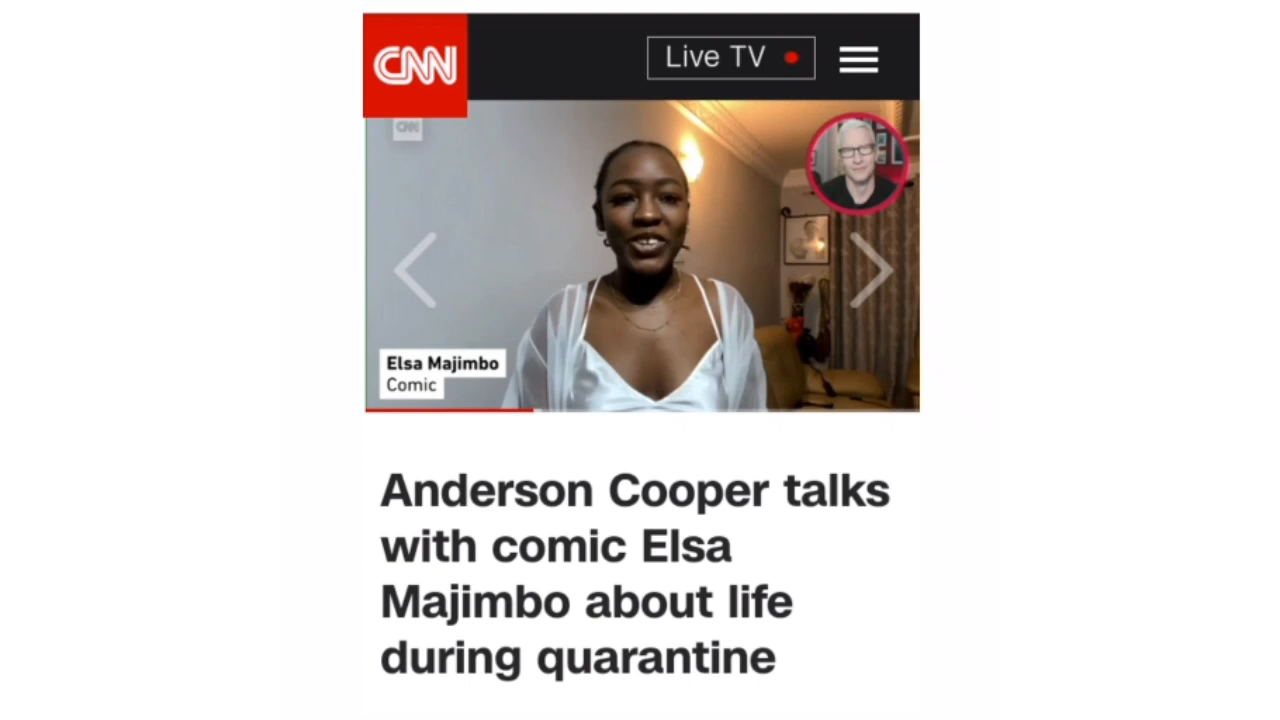 CNN
Live TV
CNN
Elsa Majimbo
Comic
Anderson Cooper talks
with comic Elsa
Majimbo about life
during quarantine